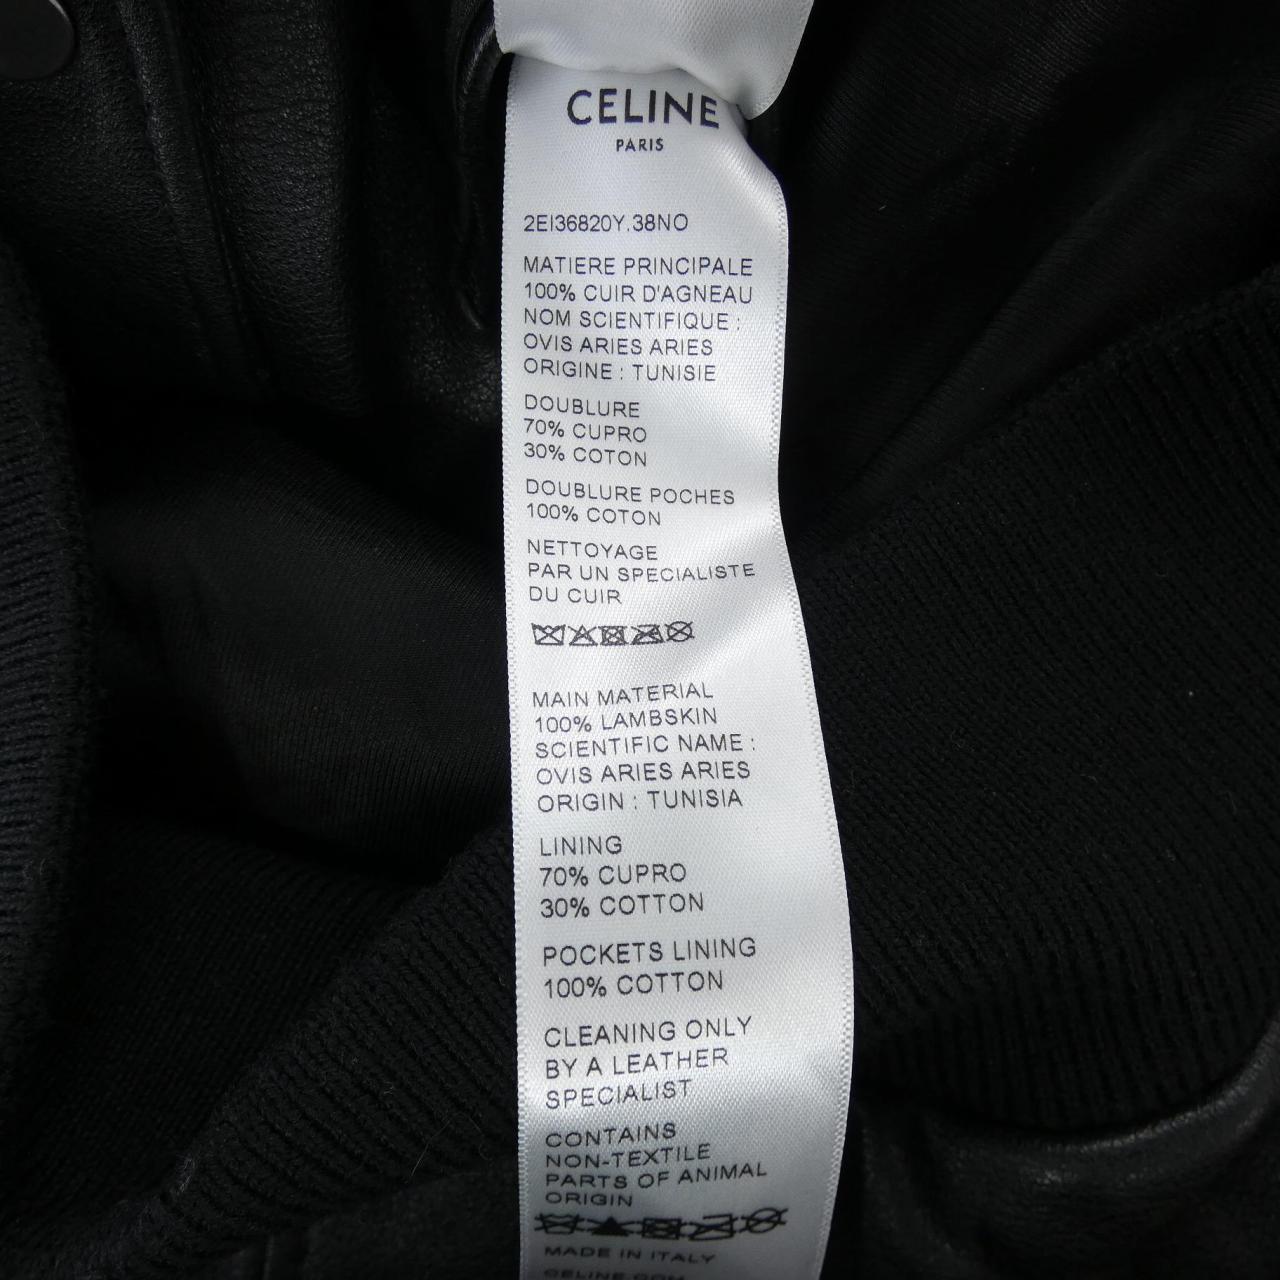 CELINE
PARIS
2EI36820Y.38NO
MATIERE PRINCIPALE
100% CUIR D'AGNEAU
NOM SCIENTIFIQUE :
OVIS ARIES ARIES
ORIGINE : TUNISIE
DOUBLURE
70% CUPRO
30% COTON
DOUBLURE POCHES
100% COTON
NETTOYAGE
PAR UN SPECIALISTE
DU CUIR
MAIN MATERIAL
100% LAMBSKIN
SCIENTIFIC NAME :
OVIS ARIES ARIES
ORIGIN : TUNISIA
LINING
70% CUPRO
30% COTTON
POCKETS LINING
100% COTTON
CLEANING ONLY
BY A LEATHER
SPECIALIST
CONTAINS
NON-TEXTILE
PARTS OF ANIMAL
ORIGIN
MADE IN ITALY
CELINE.COM